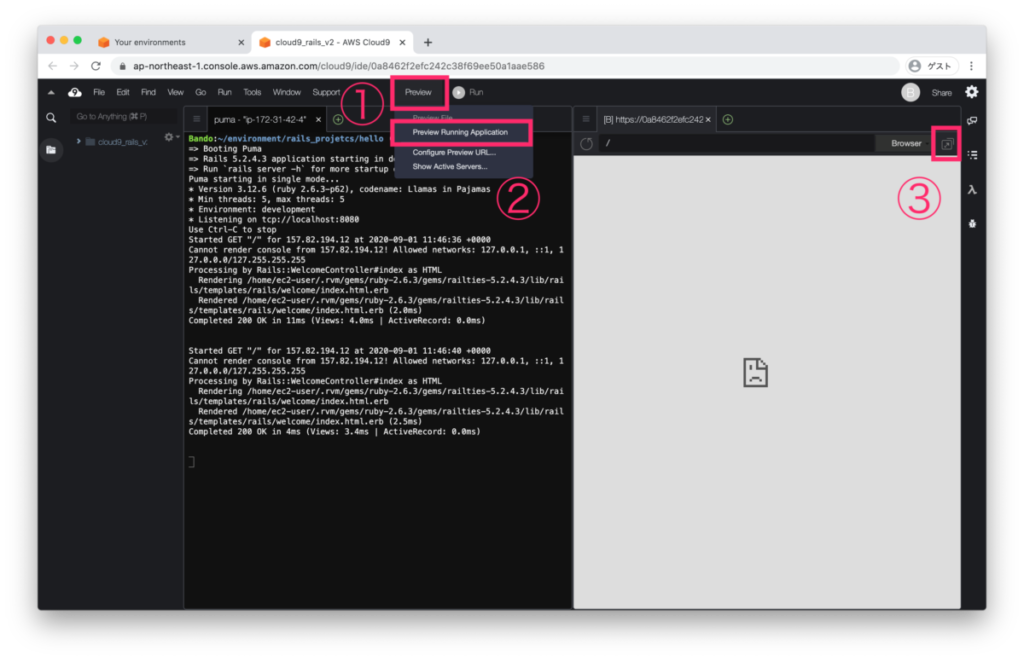 Your environments
cloud9_rails_v2 - AWS Cloud9
ap-northeast-1.console.aws.amazon.com/cloud9/ide/0a8462f2efc242c38f69ee50a1aae586
ゲスト
File Edit Find View Go Run Tools Window Support Preview Run
B Share
①
Go to Anything (⌘ P)
puma - "ip-172-31-42-4"
[B] https://0a8462f2efc242
Preview File
Preview Running Application
Configure Preview URL...
Show Active Servers...
/
Browser
cloud9_rails_v
②
③
Bando:~/environment/rails_projetcs/hello
=> Booting Puma
=> Rails 5.2.4.3 application starting in de
=> Run `rails server -h` for more startup
Puma starting in single mode...
* Version 3.12.6 (ruby 2.6.3-p62), codename: Llamas in Pajamas
* Min threads: 5, max threads: 5
* Environment: development
* Listening on tcp://localhost:8080
Use Ctrl-C to stop
Started GET "/" for 157.82.194.12 at 2020-09-01 11:46:36 +0000
Cannot render console from 157.82.194.12! Allowed networks: 127.0.0.1, ::1, 1
27.0.0.0/127.255.255.255
Processing by Rails::WelcomeController#index as HTML
Rendering /home/ec2-user/.rvm/gems/ruby-2.6.3/gems/railties-5.2.4.3/lib/rai
ls/templates/rails/welcome/index.html.erb
Rendered /home/ec2-user/.rvm/gems/ruby-2.6.3/gems/railties-5.2.4.3/lib/rail
s/templates/rails/welcome/index.html.erb (2.0ms)
Completed 200 OK in 11ms (Views: 4.0ms | ActiveRecord: 0.0ms)
Started GET "/" for 157.82.194.12 at 2020-09-01 11:46:40 +0000
Cannot render console from 157.82.194.12! Allowed networks: 127.0.0.1, ::1, 1
27.0.0.0/127.255.255.255
Processing by Rails::WelcomeController#index as HTML
Rendering /home/ec2-user/.rvm/gems/ruby-2.6.3/gems/railties-5.2.4.3/lib/rai
ls/templates/rails/welcome/index.html.erb
Rendered /home/ec2-user/.rvm/gems/ruby-2.6.3/gems/railties-5.2.4.3/lib/rail
s/templates/rails/welcome/index.html.erb (2.5ms)
Completed 200 OK in 4ms (Views: 3.4ms | ActiveRecord: 0.0ms)